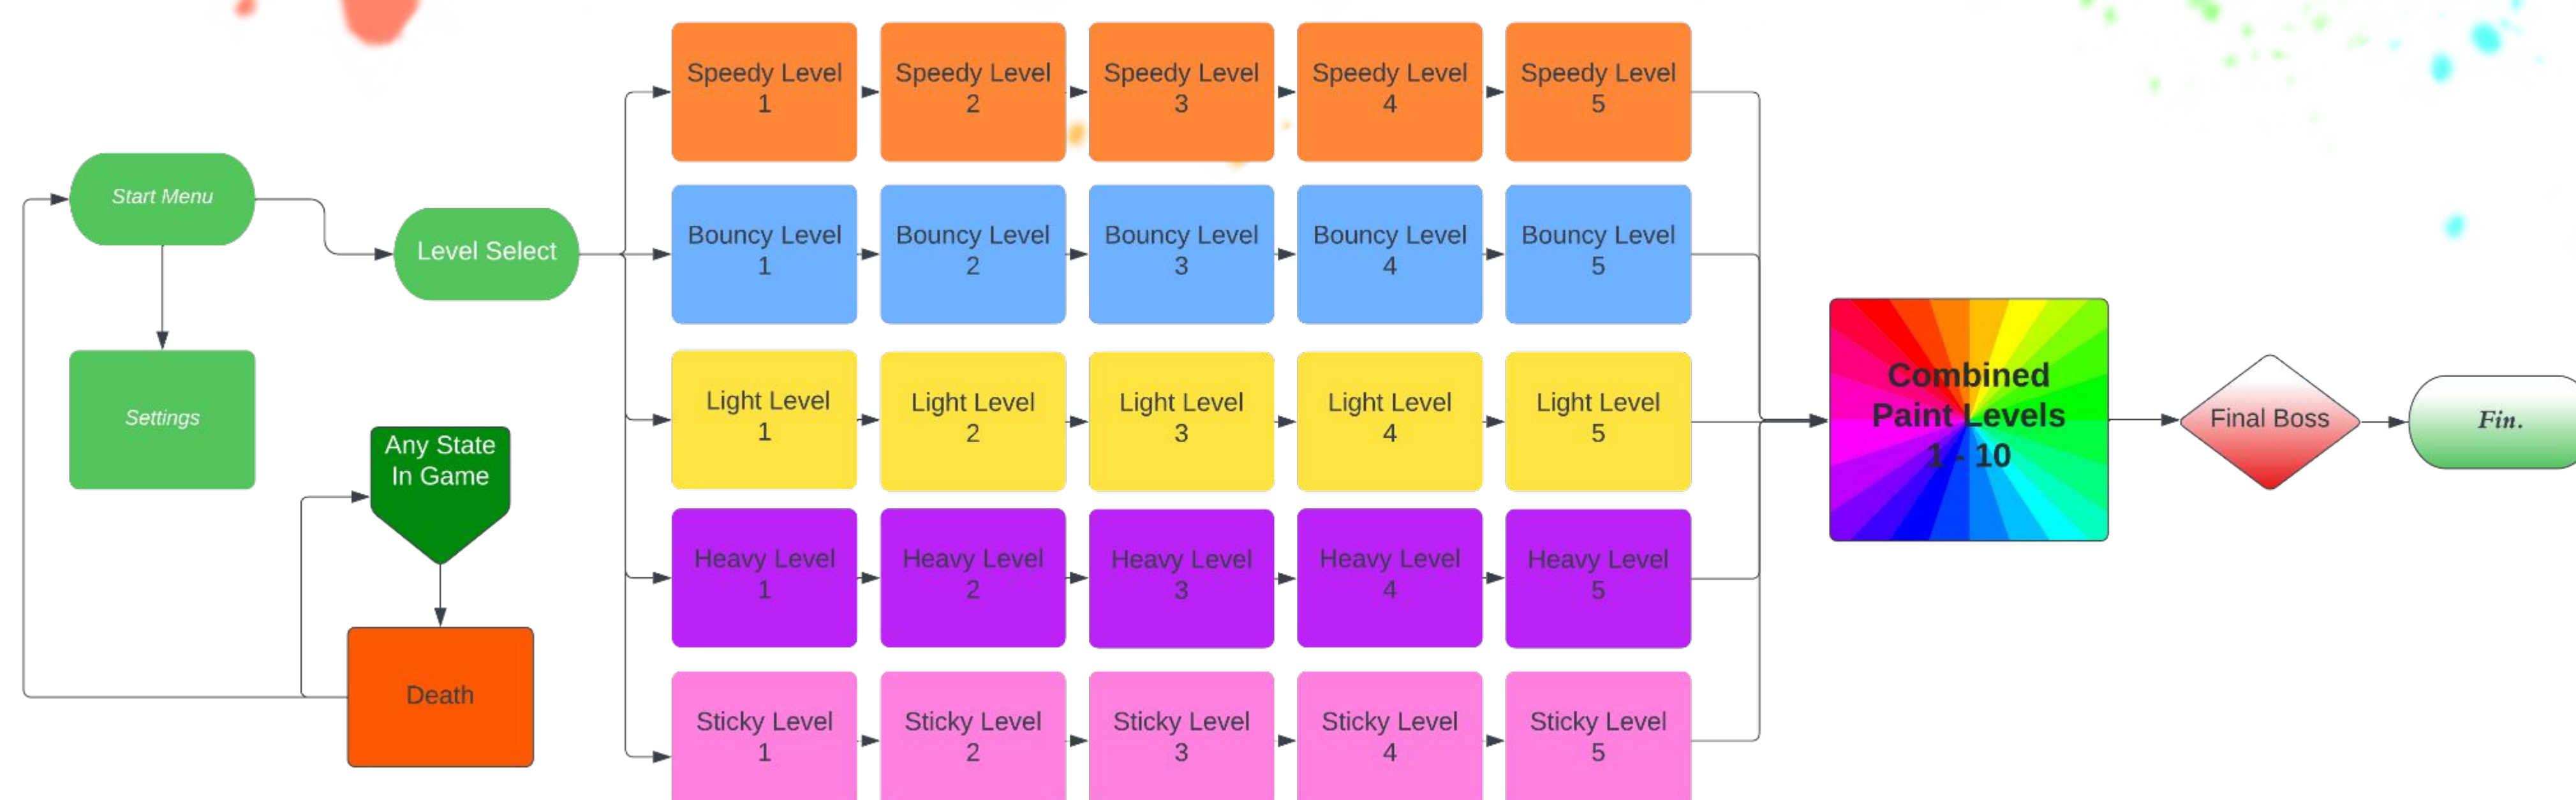 Start Menu
Level Select
Settings
Any State
In Game
Death
Speedy Level
1
Speedy Level
2
Speedy Level
3
Speedy Level
4
Speedy Level
5
Bouncy Level
1
Bouncy Level
2
Bouncy Level
3
Bouncy Level
4
Bouncy Level
5
Light Level
1
Light Level
2
Light Level
3
Light Level
4
Light Level
5
Heavy Level
1
Heavy Level
2
Heavy Level
3
Heavy Level
4
Heavy Level
5
Sticky Level
1
Sticky Level
2
Sticky Level
3
Sticky Level
4
Sticky Level
5
Combined
Paint Levels
1 - 10
Final Boss
Fin.